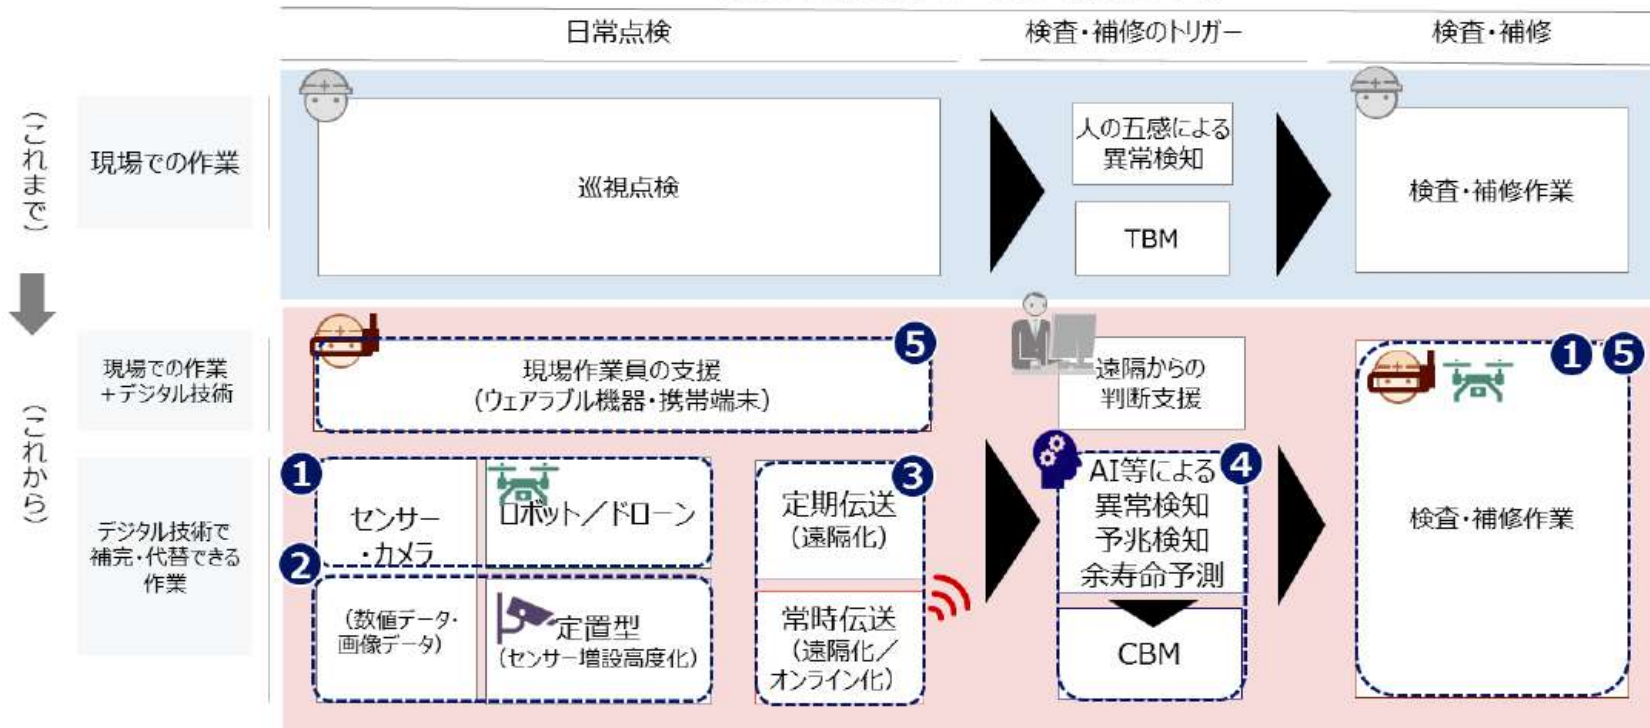 日常点検
検査・補修のトリガー
検査・補修
（これまで）
現場での作業
巡視点検
人の五感による
異常検知
TBM
検査・補修作業
（これから）
現場での作業
＋デジタル技術
現場作業員の支援
（ウェアラブル機器・携帯端末）
5
遠隔からの
判断支援
1 5
デジタル技術で
補完・代替できる
作業
1
センサー
・カメラ
ロボット／ドローン
2
（数値データ・
画像データ）
定置型
（センサー増設高度化）
3
定期伝送
（遠隔化）
常時伝送
（遠隔化／
オンライン化）
4
AI等による
異常検知
予兆検知
余寿命予測
CBM
検査・補修作業